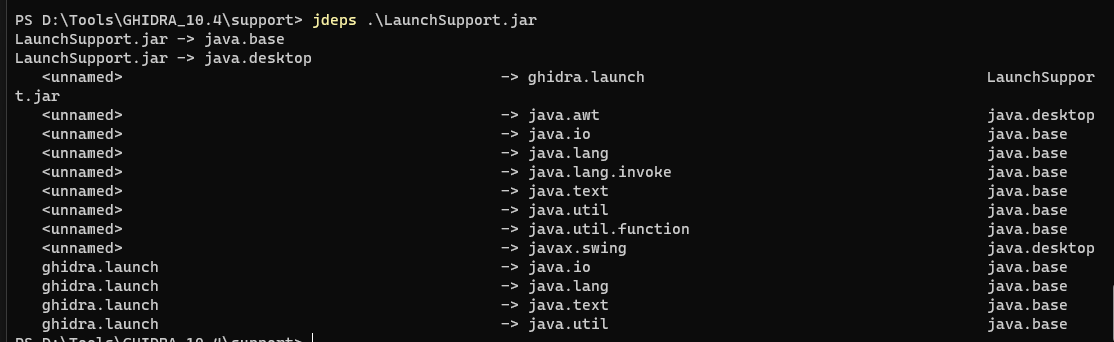 PS D:\Tools\GHIDRA_10.4\support> jdeps .\LaunchSupport.jar
LaunchSupport.jar -> java.base
LaunchSupport.jar -> java.desktop
   <unnamed>                                          -> ghidra.launch                                      LaunchSuppor
t.jar
   <unnamed>                                          -> java.awt                                           java.desktop
   <unnamed>                                          -> java.io                                            java.base
   <unnamed>                                          -> java.lang                                          java.base
   <unnamed>                                          -> java.lang.invoke                                   java.base
   <unnamed>                                          -> java.text                                          java.base
   <unnamed>                                          -> java.util                                          java.base
   <unnamed>                                          -> java.util.function                                 java.base
   <unnamed>                                          -> javax.swing                                        java.desktop
   ghidra.launch                                      -> java.io                                            java.base
   ghidra.launch                                      -> java.lang                                          java.base
   ghidra.launch                                      -> java.text                                          java.base
   ghidra.launch                                      -> java.util                                          java.base
PS D:\Tools\GHIDRA_10.4\support>